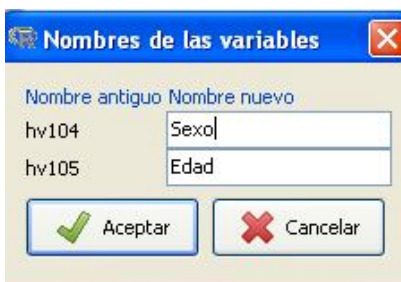 Nombres de las variables
Nombre antiguo Nombre nuevo
hv104 Sexo
hv105 Edad
Aceptar Cancelar